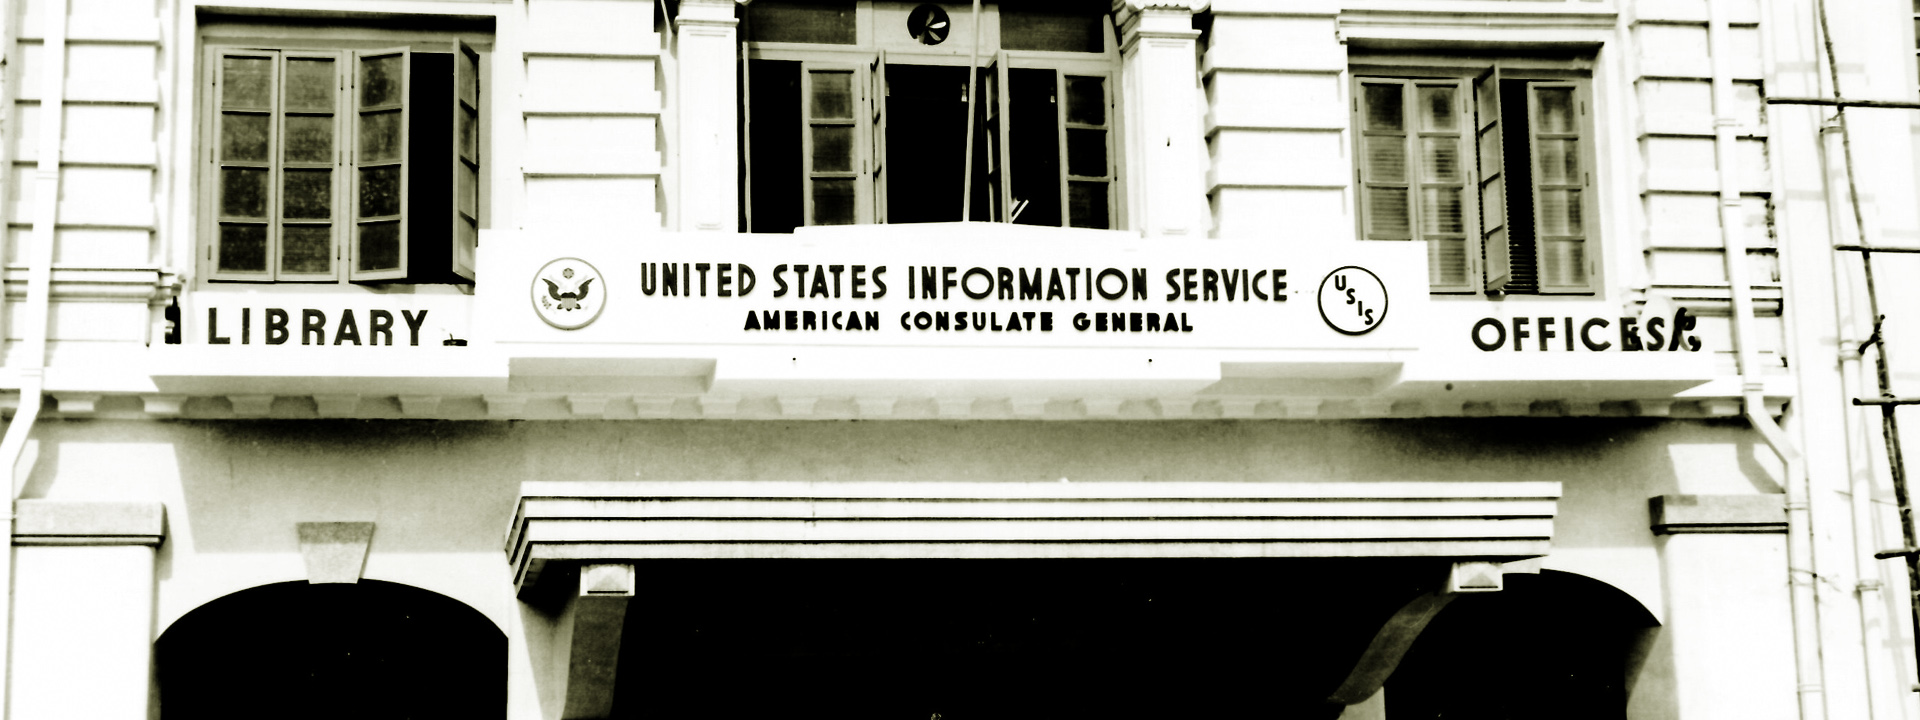 UNITED STATES INFORMATION SERVICE
AMERICAN CONSULATE GENERAL
USIS
LIBRARY
OFFICES